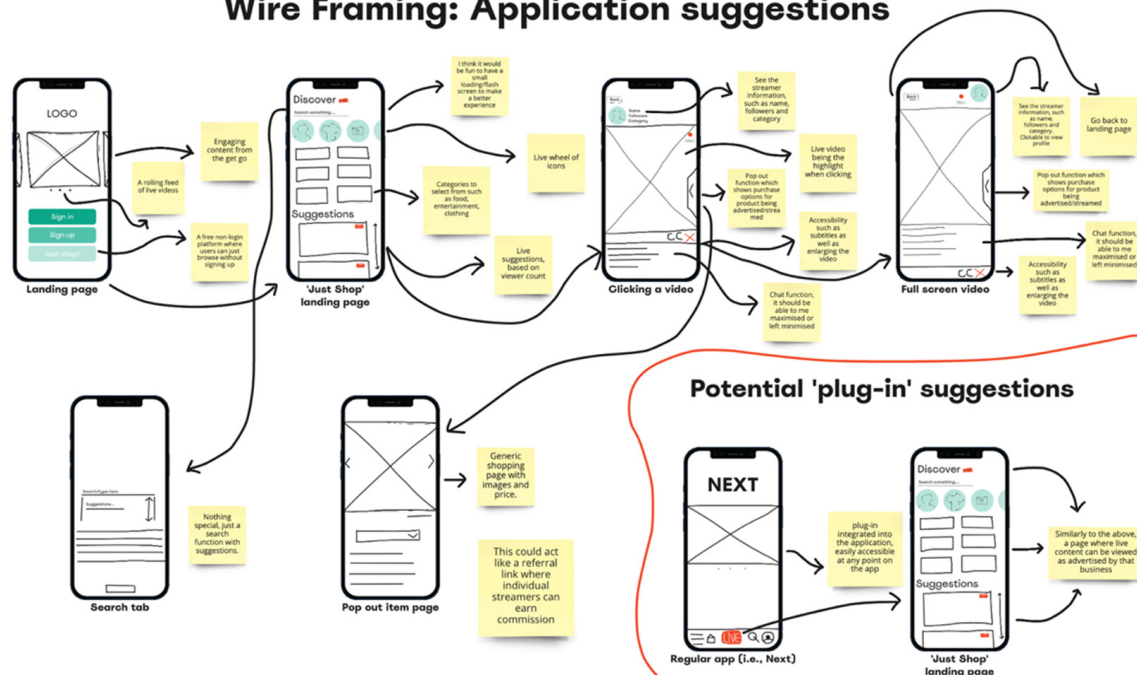 Wire Framing: Application suggestions
LOGO
Sign in
Sign up
Just shop!
Landing page
Engaging
content from
the get go
A rolling feed
of live videos
A free non-login
platform where
users can just
browse without
signing up
Discover
Search something...
Suggestions
'Just Shop'
landing page
I think it would
be fun to have a
small
loading/flash
screen to make
a better
experience
Live wheel of
icons
Categories to
select from such
as food,
entertainment,
clothing
Live
suggestions,
based on
viewer count
Back
Name
Followers
Category
CC
Clicking a video
See the
streamer
information,
such as name,
followers and
category
Live video
being the
highlight
when clicking
Pop out
function which
shows purchase
options for
product being
advertised/strea
med
Accessibility
such as
subtitles as
well as
enlarging the
video
Chat function,
it should be
able to me
maximised or
left minimised
Back
CC
Full screen video
See the streamer
information, such
as name,
followers and
category.
Clickable to view
profile
Go back to
landing page
Pop out function which
shows purchase
options for product
being
advertised/streamed
Chat function,
it should be
able to me
maximised or
left minimised
Accessibility
such as
subtitles as
well as
enlarging the
video
Search/type here
Suggestions...
Search tab
Nothing
special, just a
search
function with
suggestions.
Pop out item page
Generic
shopping
page with
images and
price.
This could act
like a referral
link where
individual
streamers can
earn
commission
Potential 'plug-in' suggestions
NEXT
LIVE
Regular app (i.e., Next)
plug-in
integrated into
the application,
easily accessible
at any point on
the app
Discover
Search something...
Suggestions
'Just Shop'
landing page
Similarly to the above,
a page where live
content can be viewed
as advertised by that
business